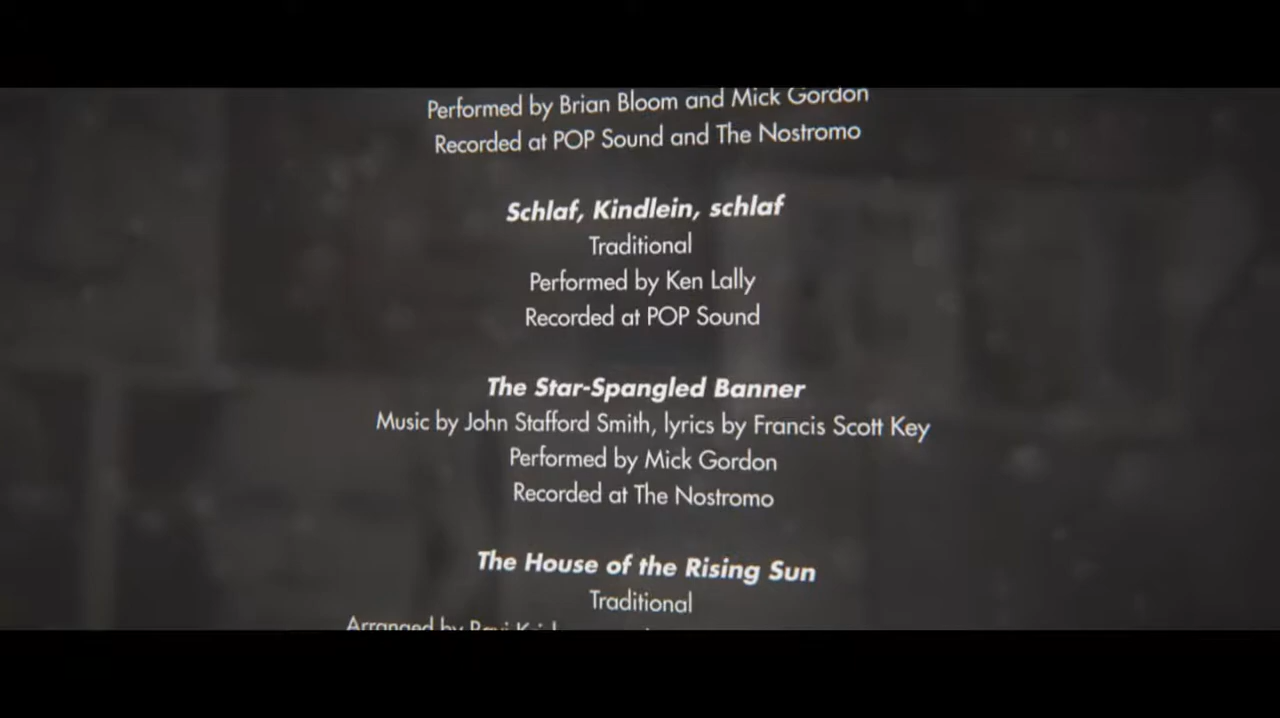 Performed by Brian Bloom and Mick Gordon
Recorded at POP Sound and The Nostromo
Schlaf, Kindlein, schlaf
Traditional
Performed by Ken Lally
Recorded at POP Sound
The Star-Spangled Banner
Music by John Stafford Smith, lyrics by Francis Scott Key
Performed by Mick Gordon
Recorded at The Nostromo
The House of the Rising Sun
Traditional
Arranged by